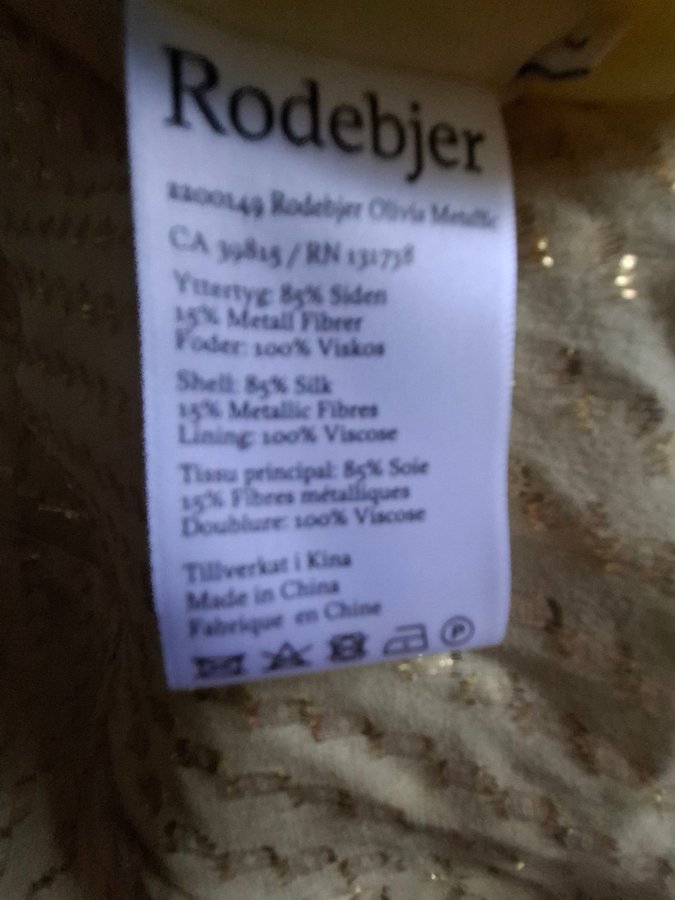 Rodebjer
2200149 Rodebjer Olivia Metallic
CA 39815 / RN 131738
Yttertyg: 85% Siden
15% Metall Fibrer
Foder: 100% Viskos
Shell: 85% Silk
15% Metallic Fibres
Lining: 100% Viscose
Tissu principal: 85% Soie
15% Fibres métalliques
Doublure: 100% Viscose
Tillverkat i Kina
Made in China
Fabrique en Chine
P